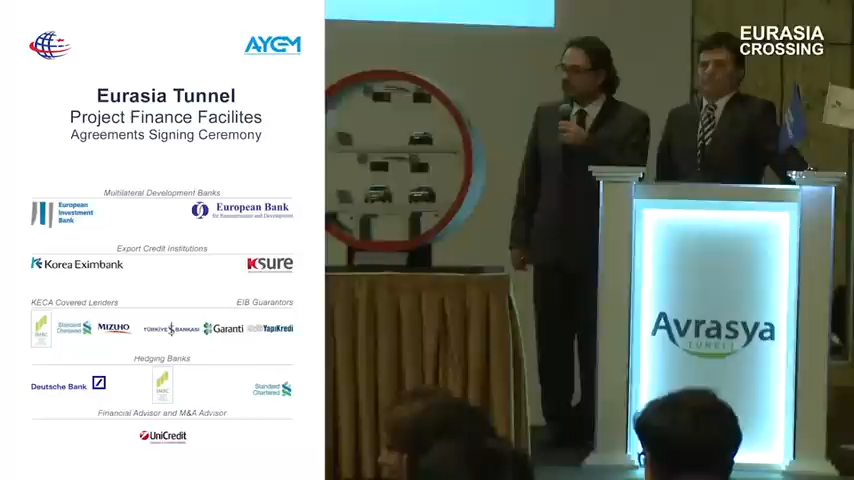 AYGM
Eurasia Tunnel
Project Finance Facilites
Agreements Signing Ceremony
Multilateral Development Banks
European
Investment
Bank
European Bank
for Reconstruction and Development
Export Credit Institutions
Korea Eximbank
Ksure
KECA Covered Lenders
EIB Guarantors
Standard
Chartered
MIZUHO
TÜRKİYE İŞ BANKASI
Garanti
YapıKredi
Hedging Banks
Deutsche Bank
Standard
Chartered
Financial Advisor and M&A Advisor
UniCredit
EURASIA
CROSSING
Avrasya
TUNELİ